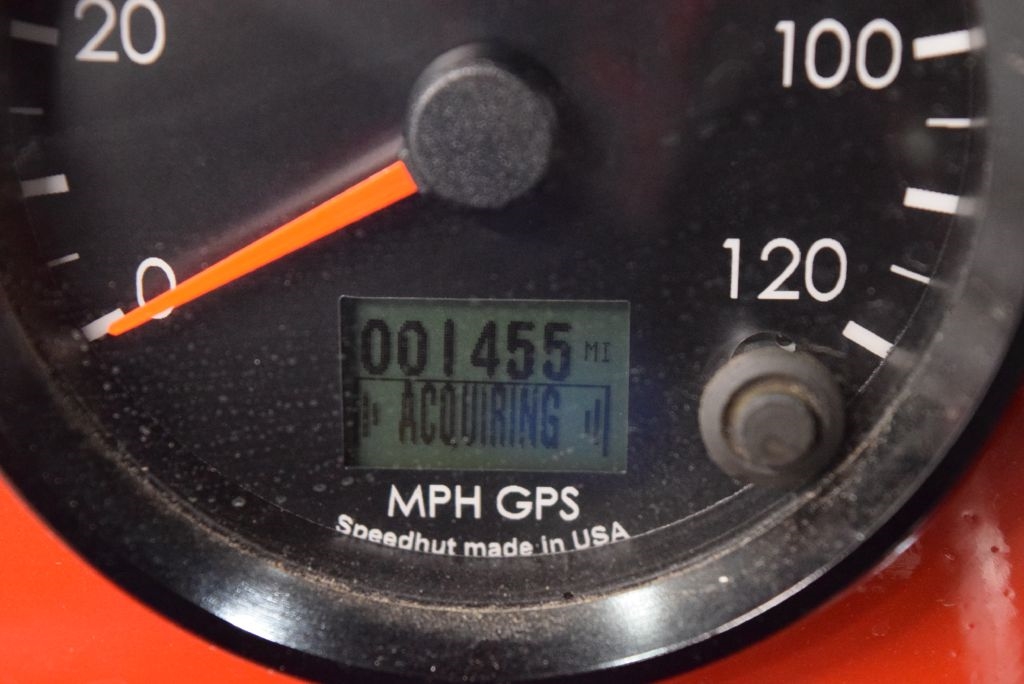 20
100
0
120
001455 MI
ACQUIRING
MPH GPS
Speedhut made in USA